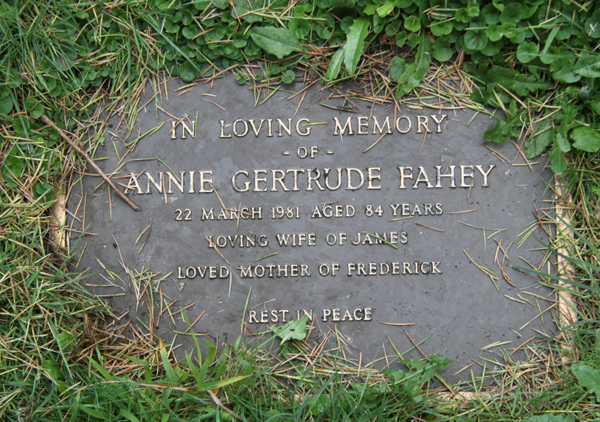 IN LOVING MEMORY
- OF -
ANNIE GERTRUDE FAHEY
22 MARCH 1981 AGED 84 YEARS
LOVING WIFE OF JAMES
LOVED MOTHER OF FREDERICK
REST IN PEACE